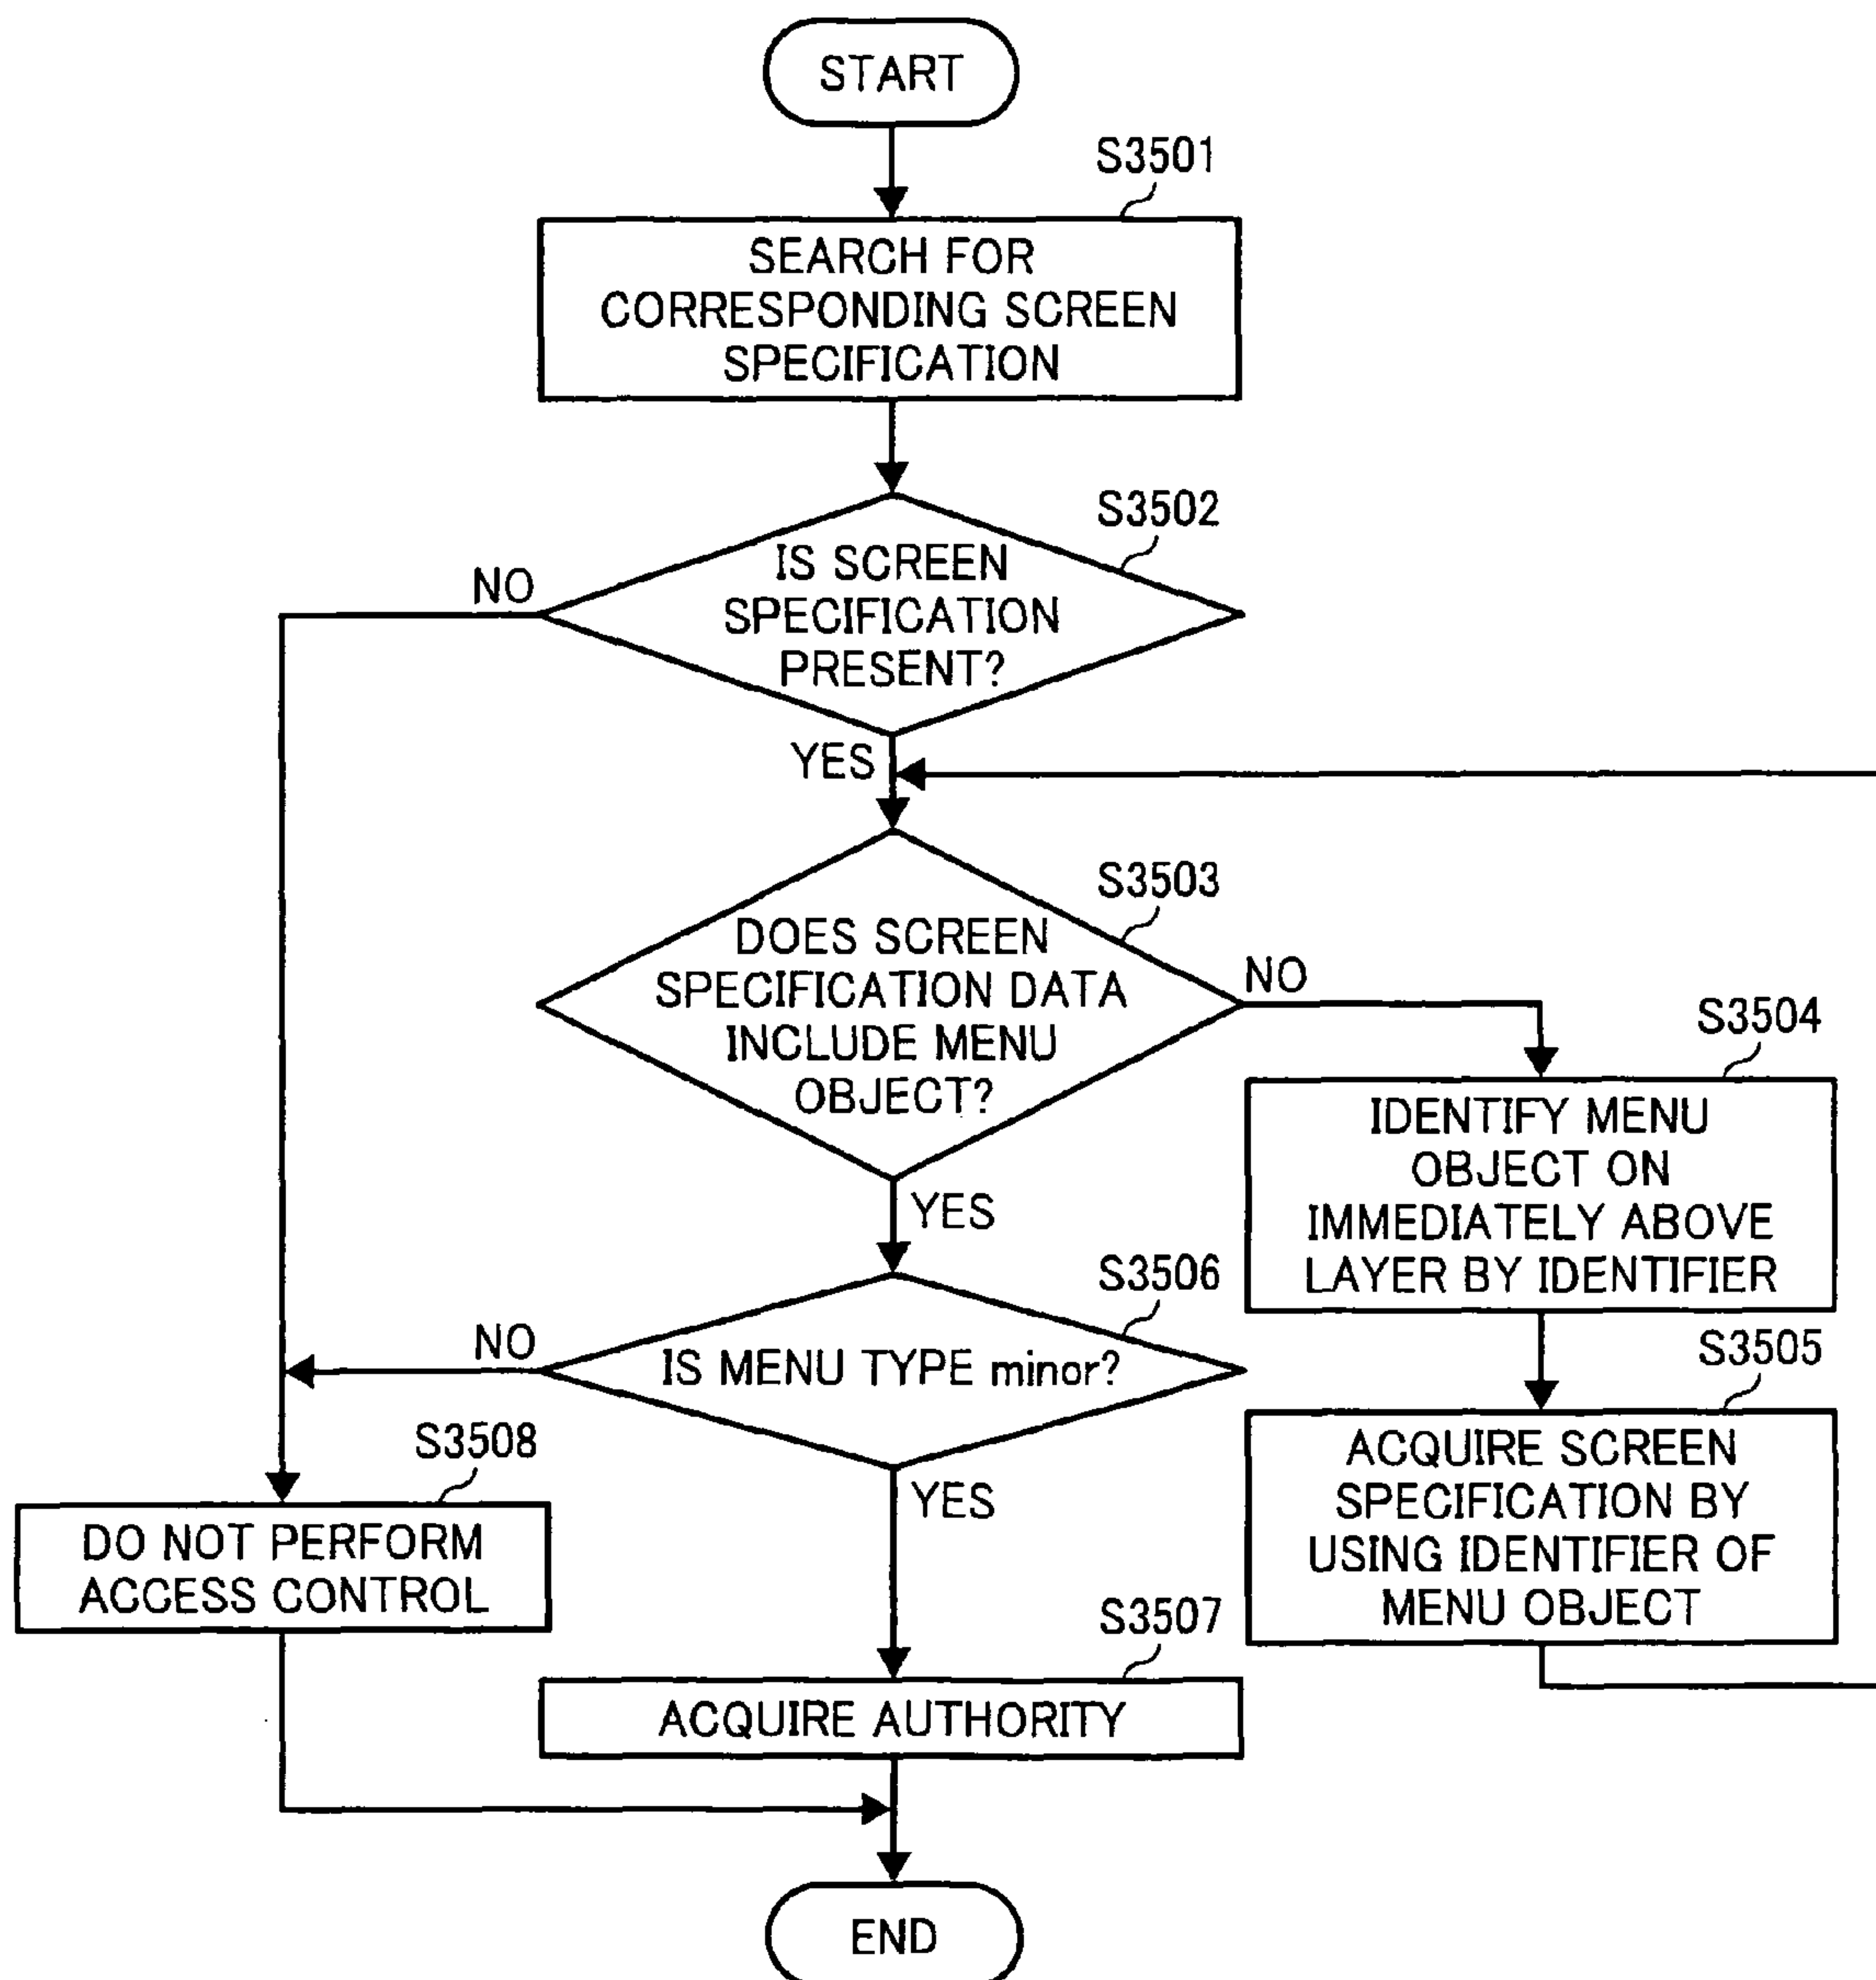 START
S3501
SEARCH FOR
CORRESPONDING SCREEN
SPECIFICATION
S3502
IS SCREEN
SPECIFICATION
PRESENT?
NO
YES
S3503
DOES SCREEN
SPECIFICATION DATA
INCLUDE MENU
OBJECT?
NO
YES
S3504
IDENTIFY MENU
OBJECT ON
IMMEDIATELY ABOVE
LAYER BY IDENTIFIER
S3505
ACQUIRE SCREEN
SPECIFICATION BY
USING IDENTIFIER OF
MENU OBJECT
S3506
IS MENU TYPE minor?
NO
YES
S3508
DO NOT PERFORM
ACCESS CONTROL
S3507
ACQUIRE AUTHORITY
END